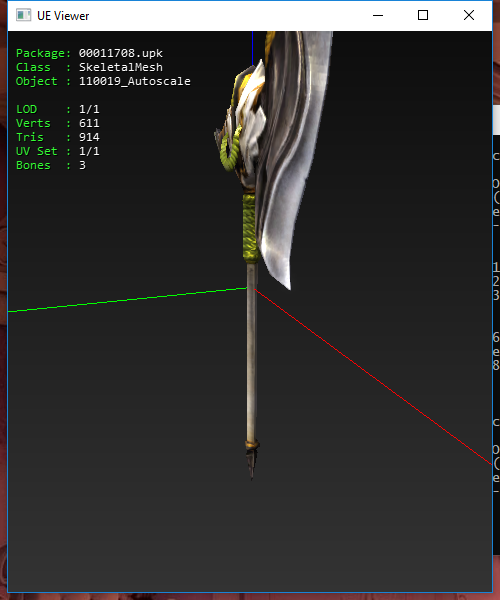 UE Viewer
Package: 00011708.upk
Class  : SkeletalMesh
Object : 110019_Autoscale
LOD    : 1/1
Verts  : 611
Tris   : 914
UV Set : 1/1
Bones  : 3